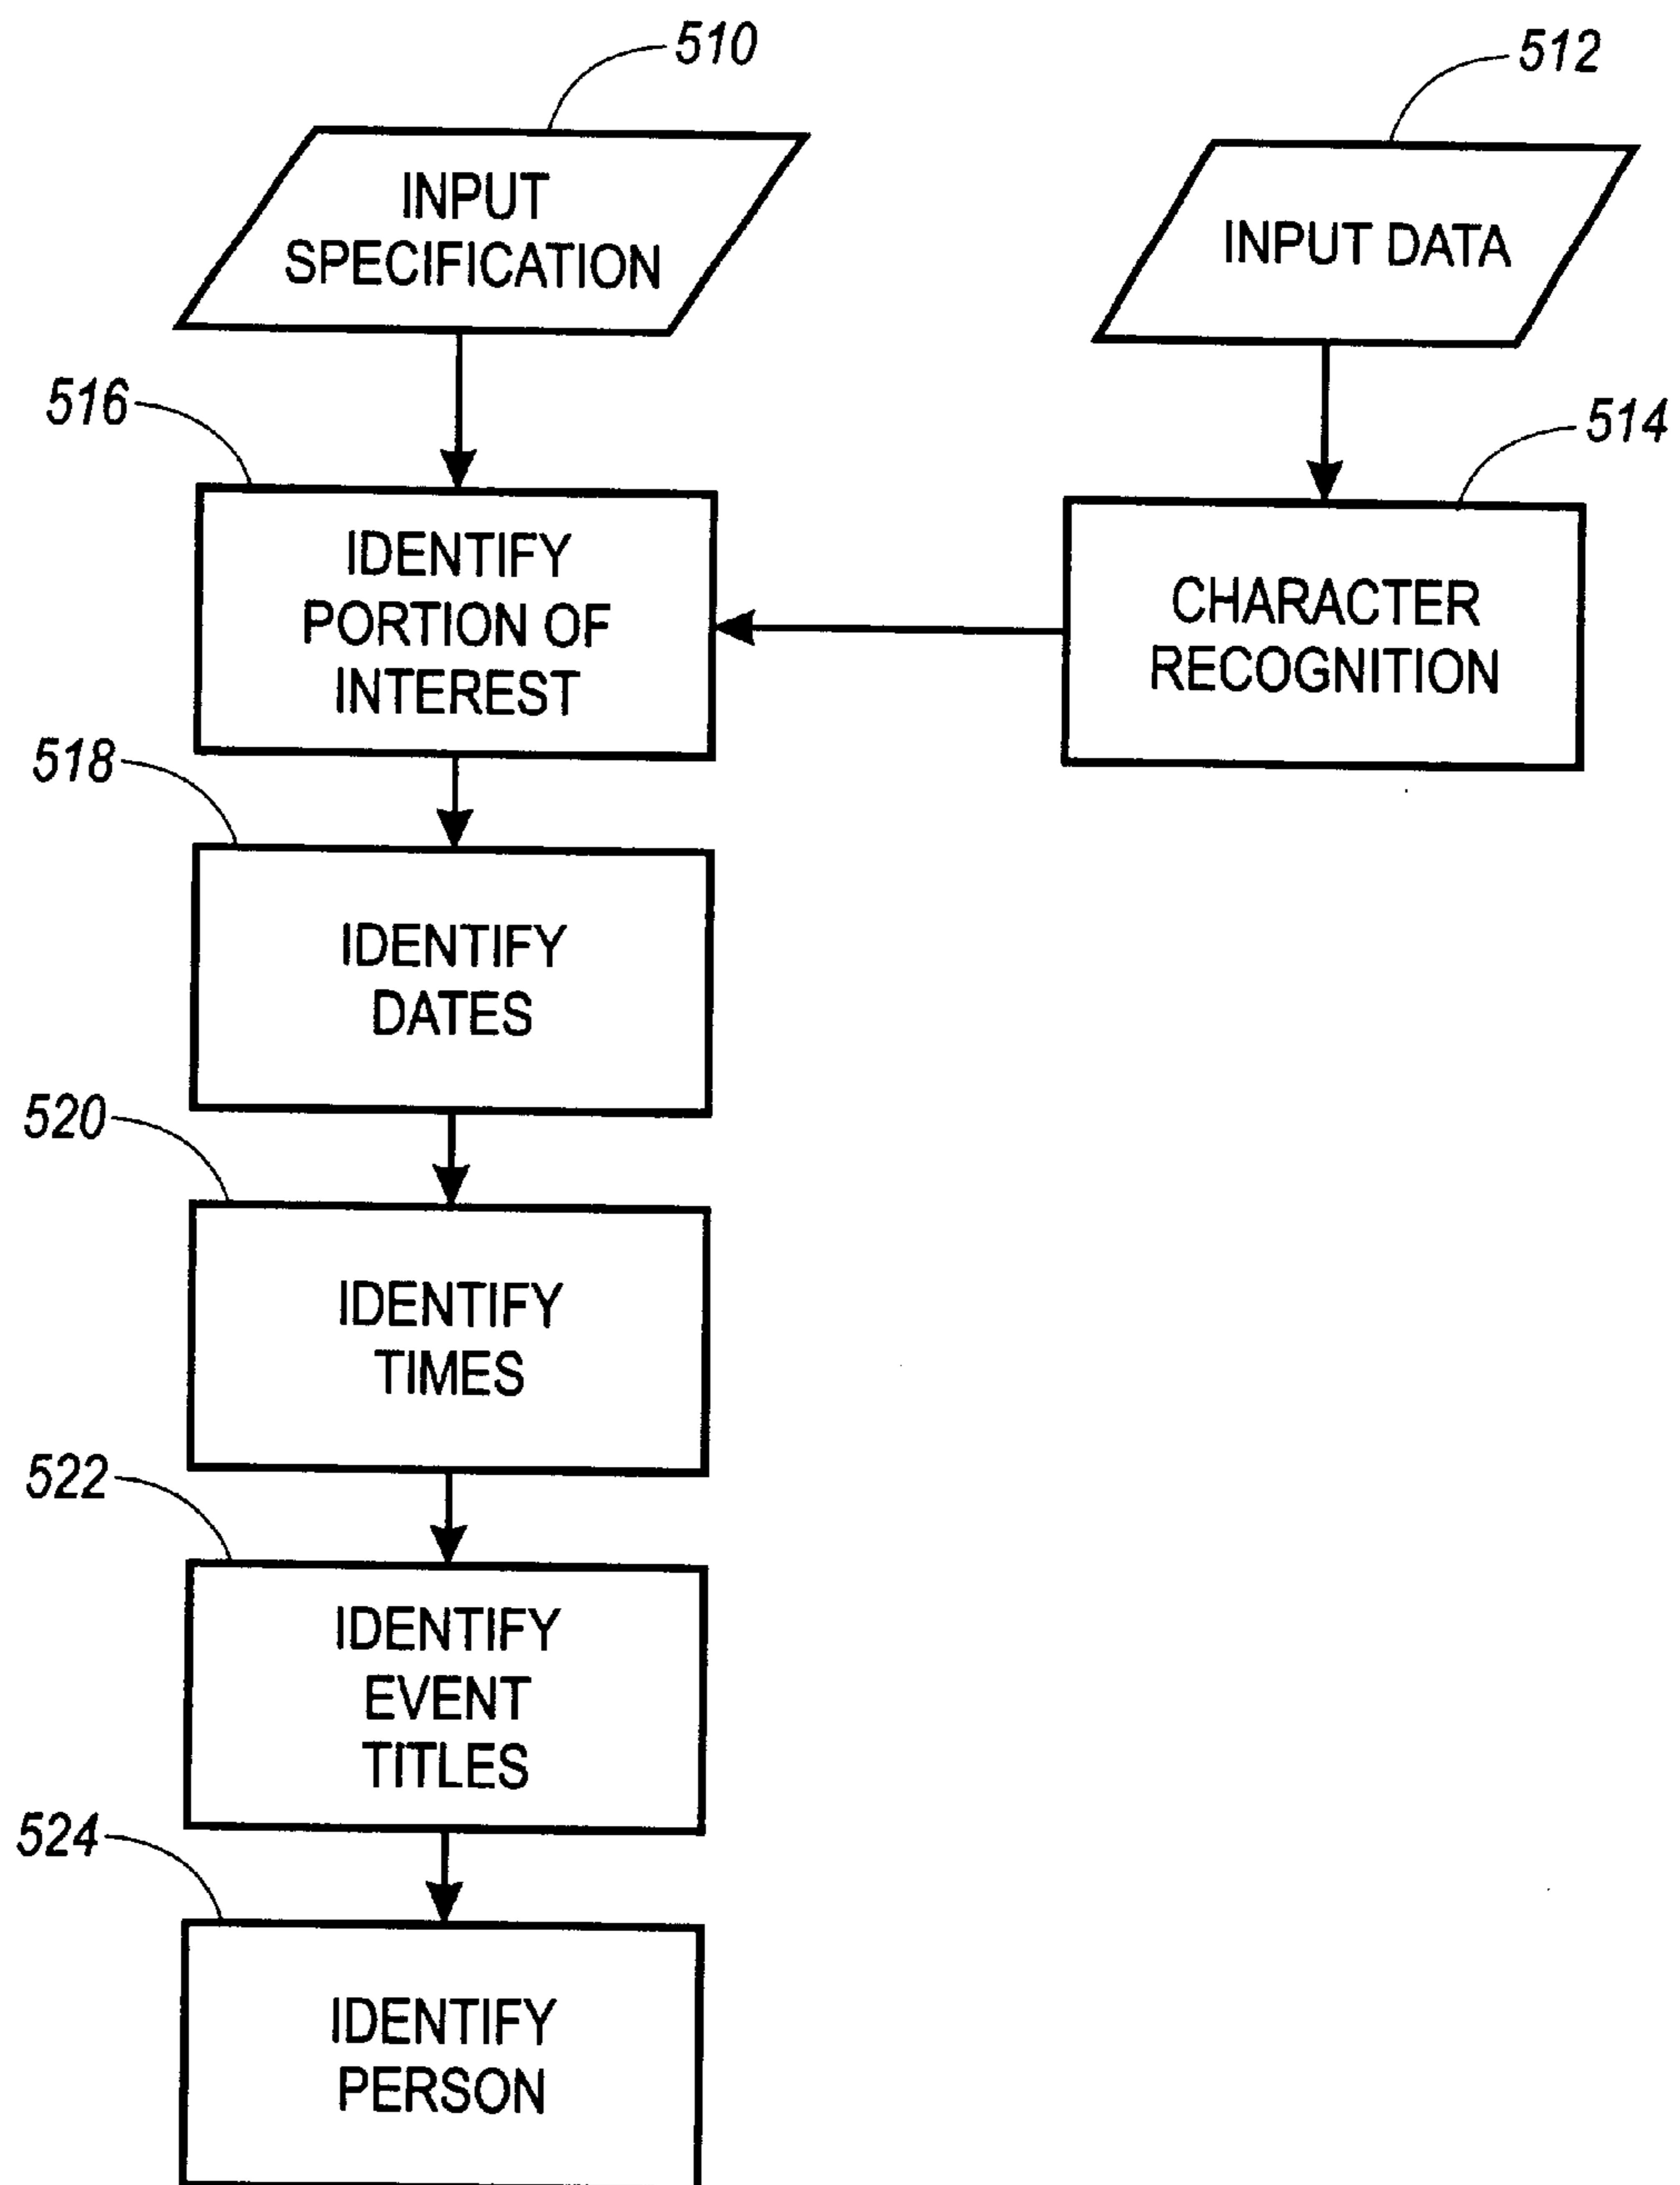 510
512
INPUT
SPECIFICATION
INPUT DATA
516
514
IDENTIFY
PORTION OF
INTEREST
CHARACTER
RECOGNITION
518
IDENTIFY
DATES
520
IDENTIFY
TIMES
522
IDENTIFY
EVENT
TITLES
524
IDENTIFY
PERSON